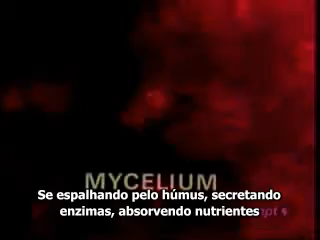 MYCELIUM
Se espalhando pelo húmus, secretando
enzimas, absorvendo nutrientes